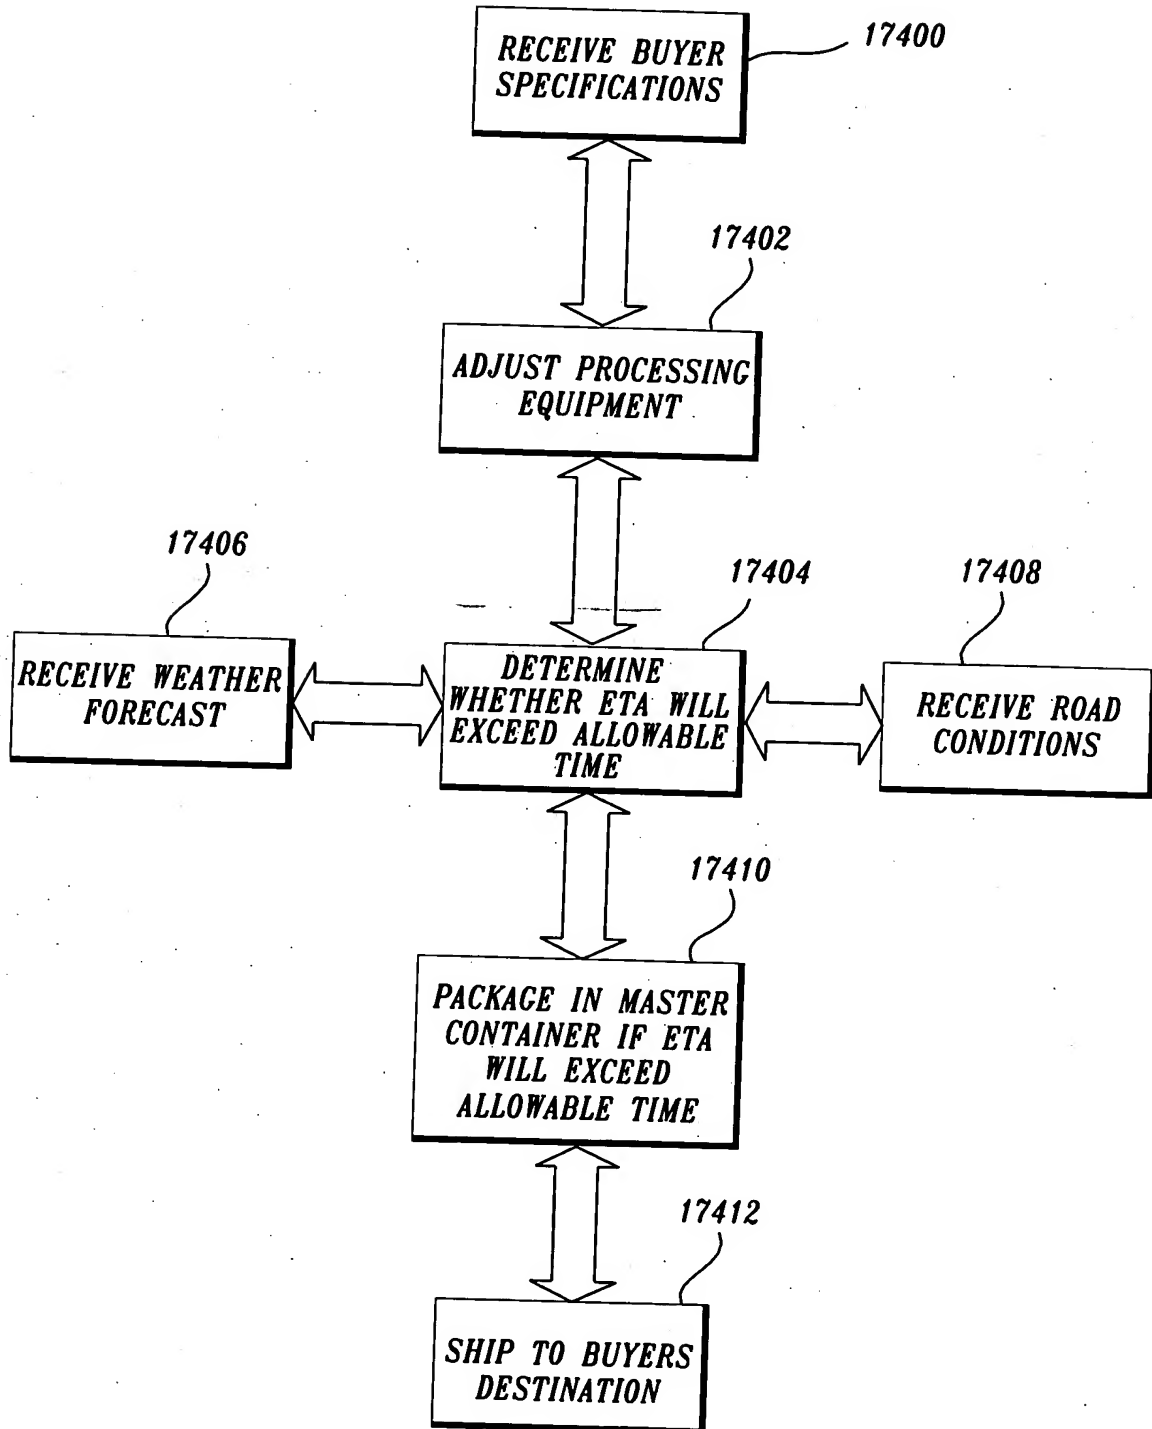 17400
RECEIVE BUYER
SPECIFICATIONS
17402
ADJUST PROCESSING
EQUIPMENT
17406
17404
17408
RECEIVE WEATHER
FORECAST
DETERMINE
WHETHER ETA WILL
EXCEED ALLOWABLE
TIME
RECEIVE ROAD
CONDITIONS
17410
PACKAGE IN MASTER
CONTAINER IF ETA
WILL EXCEED
ALLOWABLE TIME
17412
SHIP TO BUYERS
DESTINATION